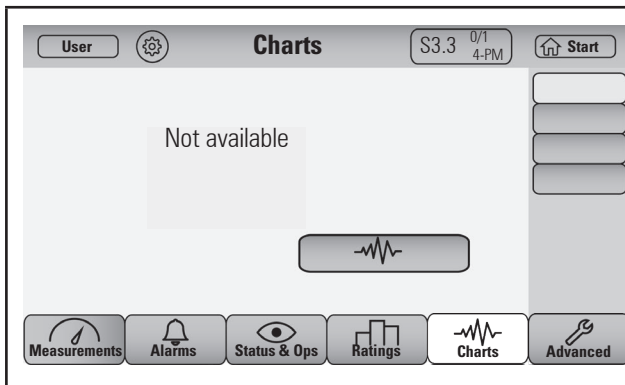 User
Charts
S3.3 0/1
4-PM
Start
Not available
Measurements
Alarms
Status & Ops
Ratings
Charts
Advanced